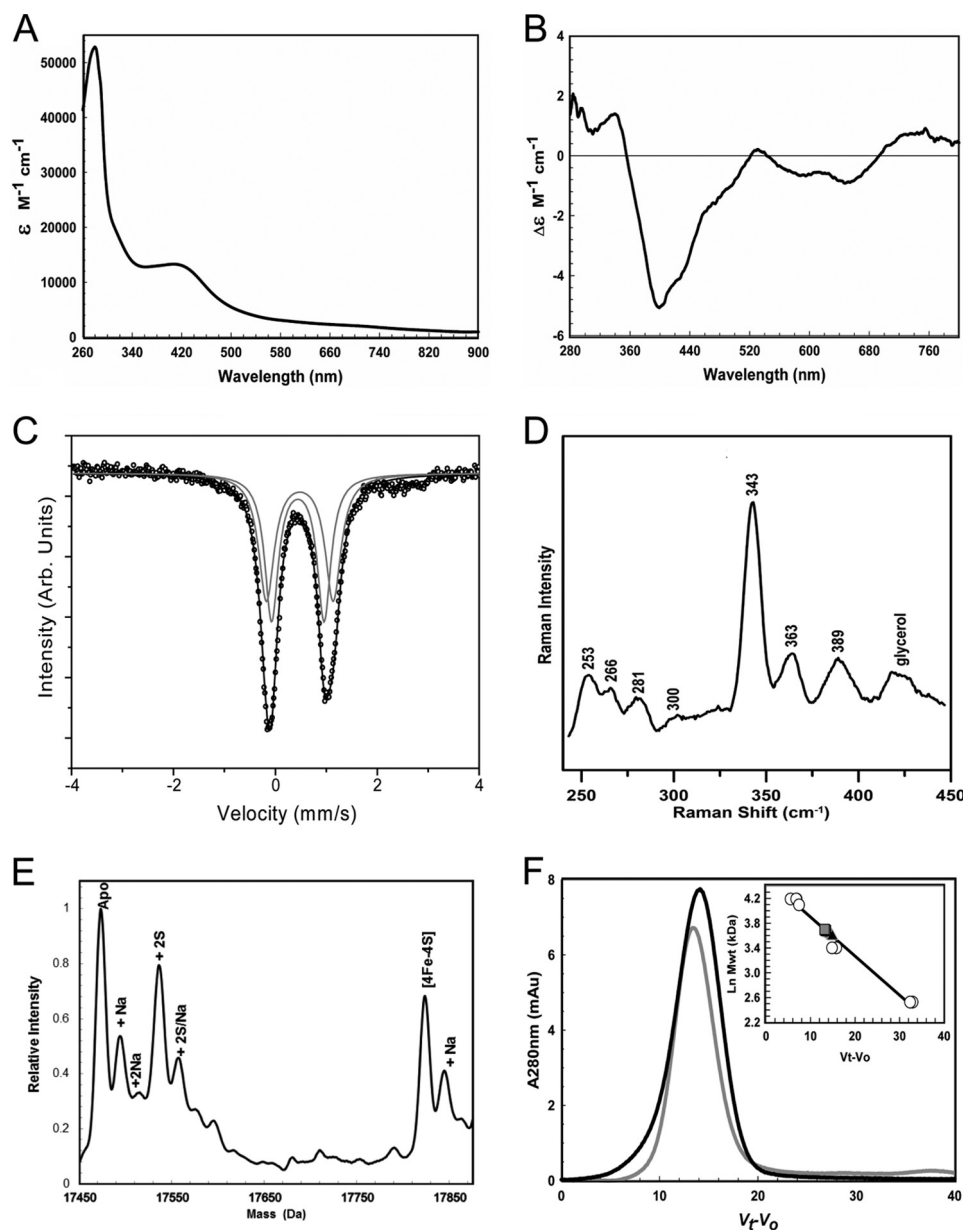 A
ε M⁻¹ cm⁻¹
50000
40000
30000
20000
10000
0
260 340 420 500 580 660 740 820 900
Wavelength (nm)
B
Δε M⁻¹ cm⁻¹
4
2
0
-2
-4
-6
280 360 440 520 600 680 760
Wavelength (nm)
C
Intensity (Arb. Units)
-4 -2 0 2 4
Velocity (mm/s)
D
Raman Intensity
253
266
281
300
343
363
389
glycerol
250 300 350 400 450
Raman Shift (cm⁻¹)
E
Relative Intensity
1
0.8
0.6
0.4
0.2
0
Apo
+ Na
+2Na
+ 2S
+ 2S/Na
[4Fe-4S]
+ Na
17450 17550 17650 17750 17850
Mass (Da)
F
A280nm (mAu)
8
6
4
2
0
0 10 20 30 40
Vt-Vo
Ln Mwt (kDa)
4.2
3.8
3.4
3.0
2.6
2.2
0 10 20 30 40
Vt-Vo